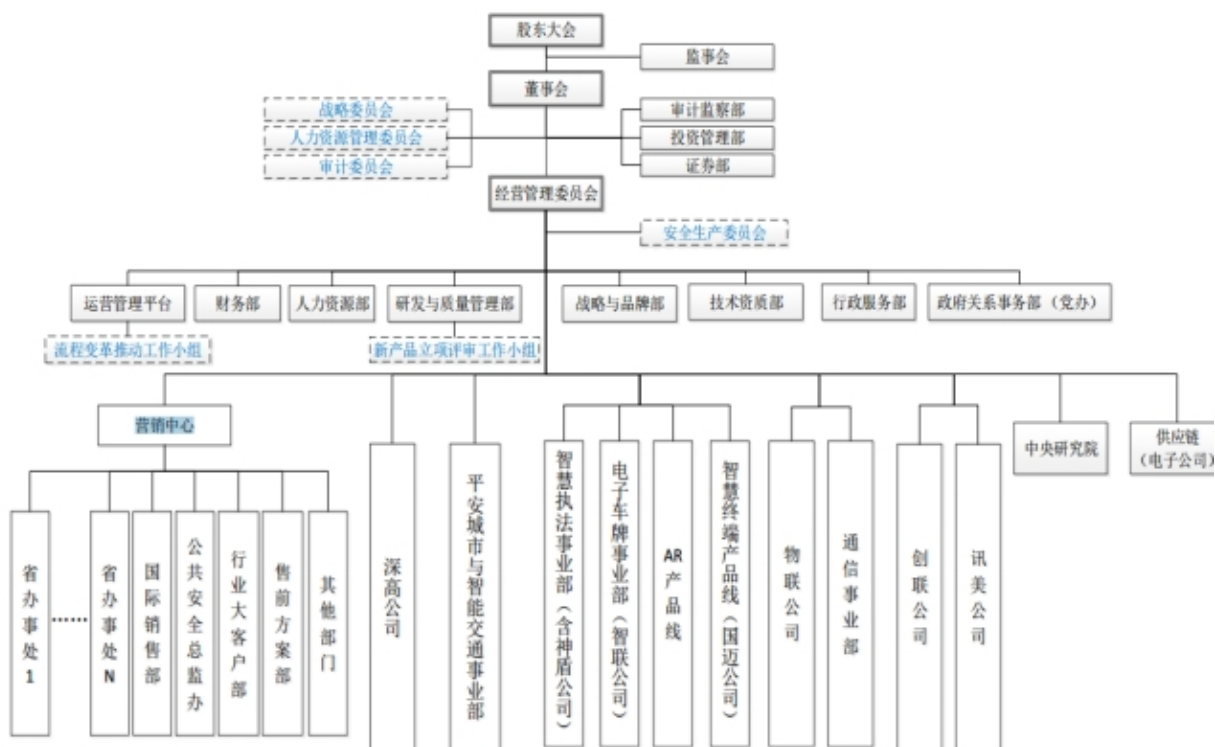 股东大会
监事会
董事会
战略委员会
人力资源管理委员会
审计委员会
审计监察部
投资管理部
证券部
经营管理委员会
安全生产委员会
运营管理平台
财务部
人力资源部
研发与质量管理部
战略与品牌部
技术资质部
行政服务部
政府关系事务部（党办）
流程变革推动工作小组
新产品立项评审工作小组
营销中心
省办事处1
……
省办事处N
国际销售部
公共安全总监办
行业大客户部
售前方案部
其他部门
深高公司
平安城市与智能交通事业部
智慧执法事业部（含神盾公司）
电子车牌事业部（智联公司）
AR产品线
智慧终端产品线（国迈公司）
物联公司
通信事业部
创联公司
讯美公司
中央研究院
供应链
（电子公司）